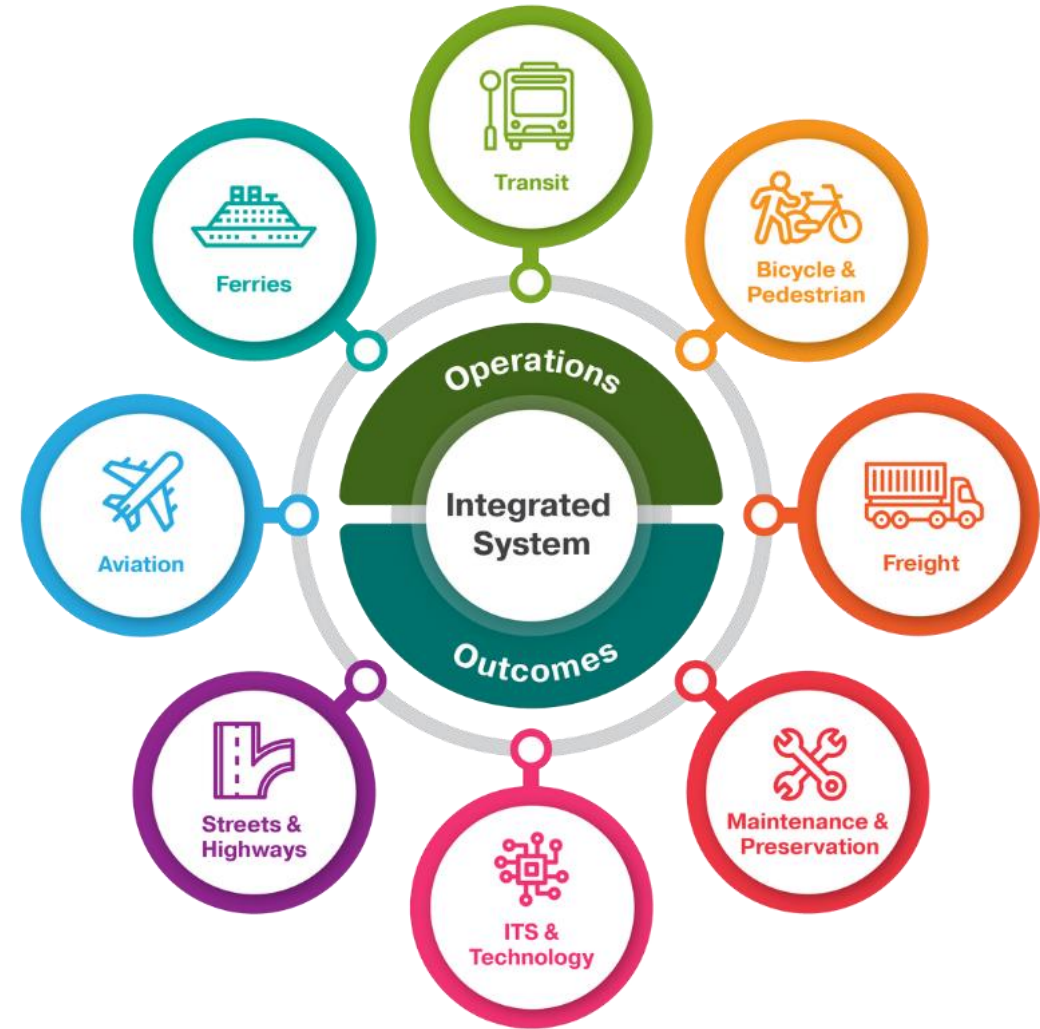 Transit
Bicycle &
Pedestrian
Freight
Maintenance &
Preservation
ITS &
Technology
Streets &
Highways
Aviation
Ferries
Operations
Integrated
System
Outcomes